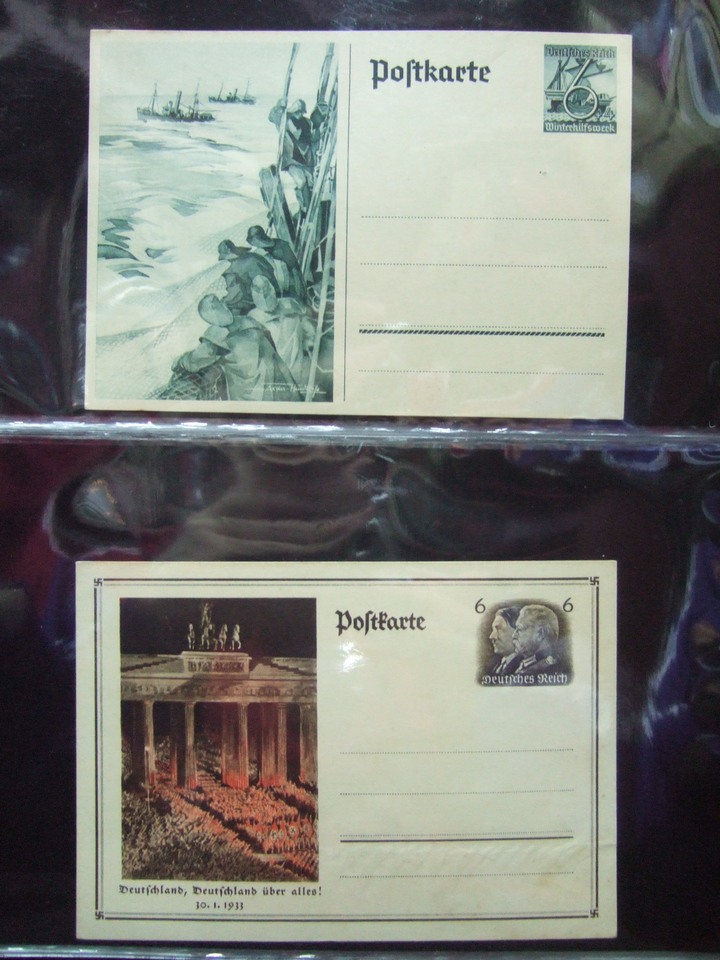 Postkarte
Deutsches Reich
6
Winterhilfswerk
Postkarte
6 6
Deutsches Reich
Deutschland, Deutschland über alles!
30. 1. 1933